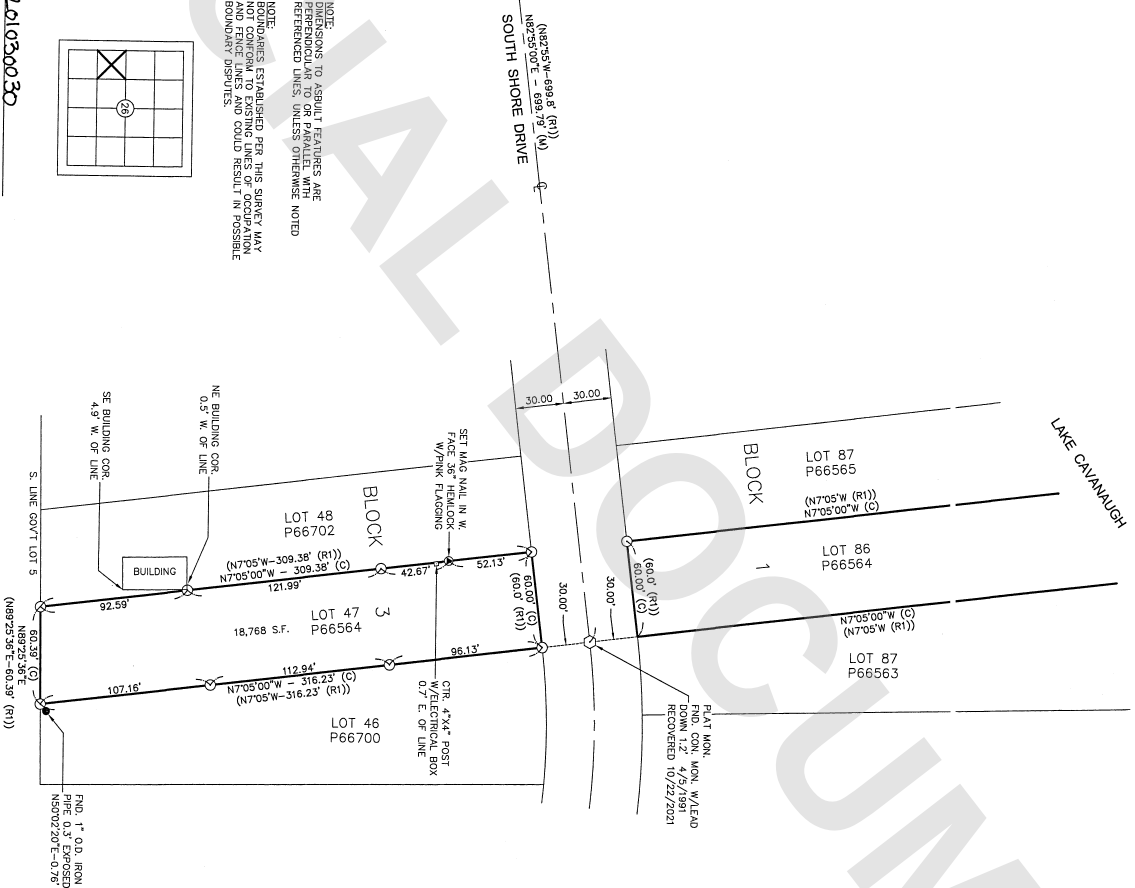 2010300030
NOTE:
DIMENSIONS TO ASBUILT FEATURES ARE
PERPENDICULAR TO OR PARALLEL WITH
REFERENCED LINES, UNLESS OTHERWISE NOTED
NOTE:
BOUNDARIES ESTABLISHED PER THIS SURVEY MAY
NOT CONFORM TO EXISTING LINES OF OCCUPATION
AND FENCE LINES AND COULD RESULT IN POSSIBLE
BOUNDARY DISPUTES.
26
(N82°55'W-699.8' (R1))
N82°55'00"E - 699.79' (M)
SOUTH SHORE DRIVE
30.00
30.00
LAKE CAVANAUGH
BLOCK
1
LOT 87
P66565
(N7°05'W (R1))
N7°05'00"W (C)
LOT 86
P66564
(60.0' (R1))
60.00' (C)
N7°05'00"W (C)
(N7°05'W (R1))
LOT 87
P66563
30.00'
30.00'
PLAT MON.
FND. CON. MON. W/LEAD
DOWN 1.2' 4/5/1991
RECOVERED 10/22/2021
SET MAG NAIL IN W.
FACE 36" HEMLOCK
W/PINK FLAGGING
NE BUILDING COR.
0.5' W. OF LINE
SE BUILDING COR.
4.9' W. OF LINE
BLOCK
3
LOT 48
P66702
BUILDING
(N7°05'W-309.38' (R1))
N7°05'00"W - 309.38' (C)
52.13'
42.67'
121.99'
92.59'
60.00' (C)
(60.0' (R1))
LOT 47
P66564
18,768 S.F.
96.13'
112.94'
107.16'
N7°05'00"W - 316.23' (C)
(N7°05'W-316.23' (R1))
CTR. 4"X4" POST
W/ELECTRICAL BOX
0.7' E. OF LINE
LOT 46
P66700
S. LINE GOV'T LOT 5
60.39' (C)
N89°25'36"E
(N89°25'36"E-60.39' (R1))
FND. 1" O.D. IRON
PIPE 0.3' EXPOSED
N50°02'20"E-0.76'
CIAL DOCUM